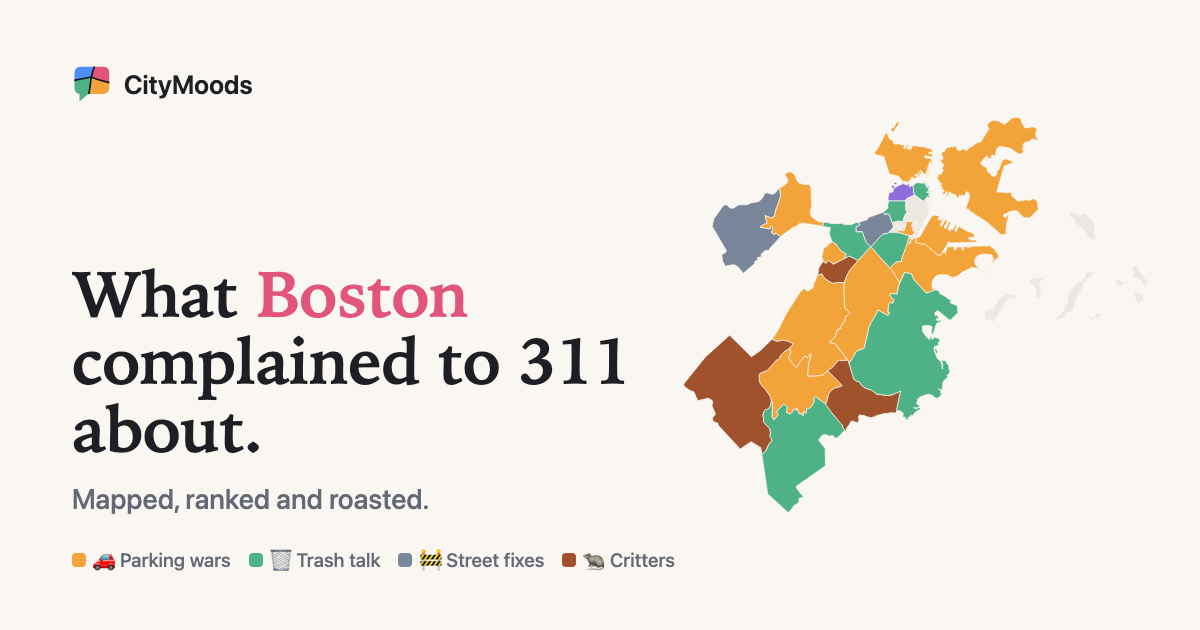 CityMoods
What Boston
complained to 311
about.
Mapped, ranked and roasted.
🚗 Parking wars 🗑️ Trash talk 🚧 Street fixes 🐀 Critters